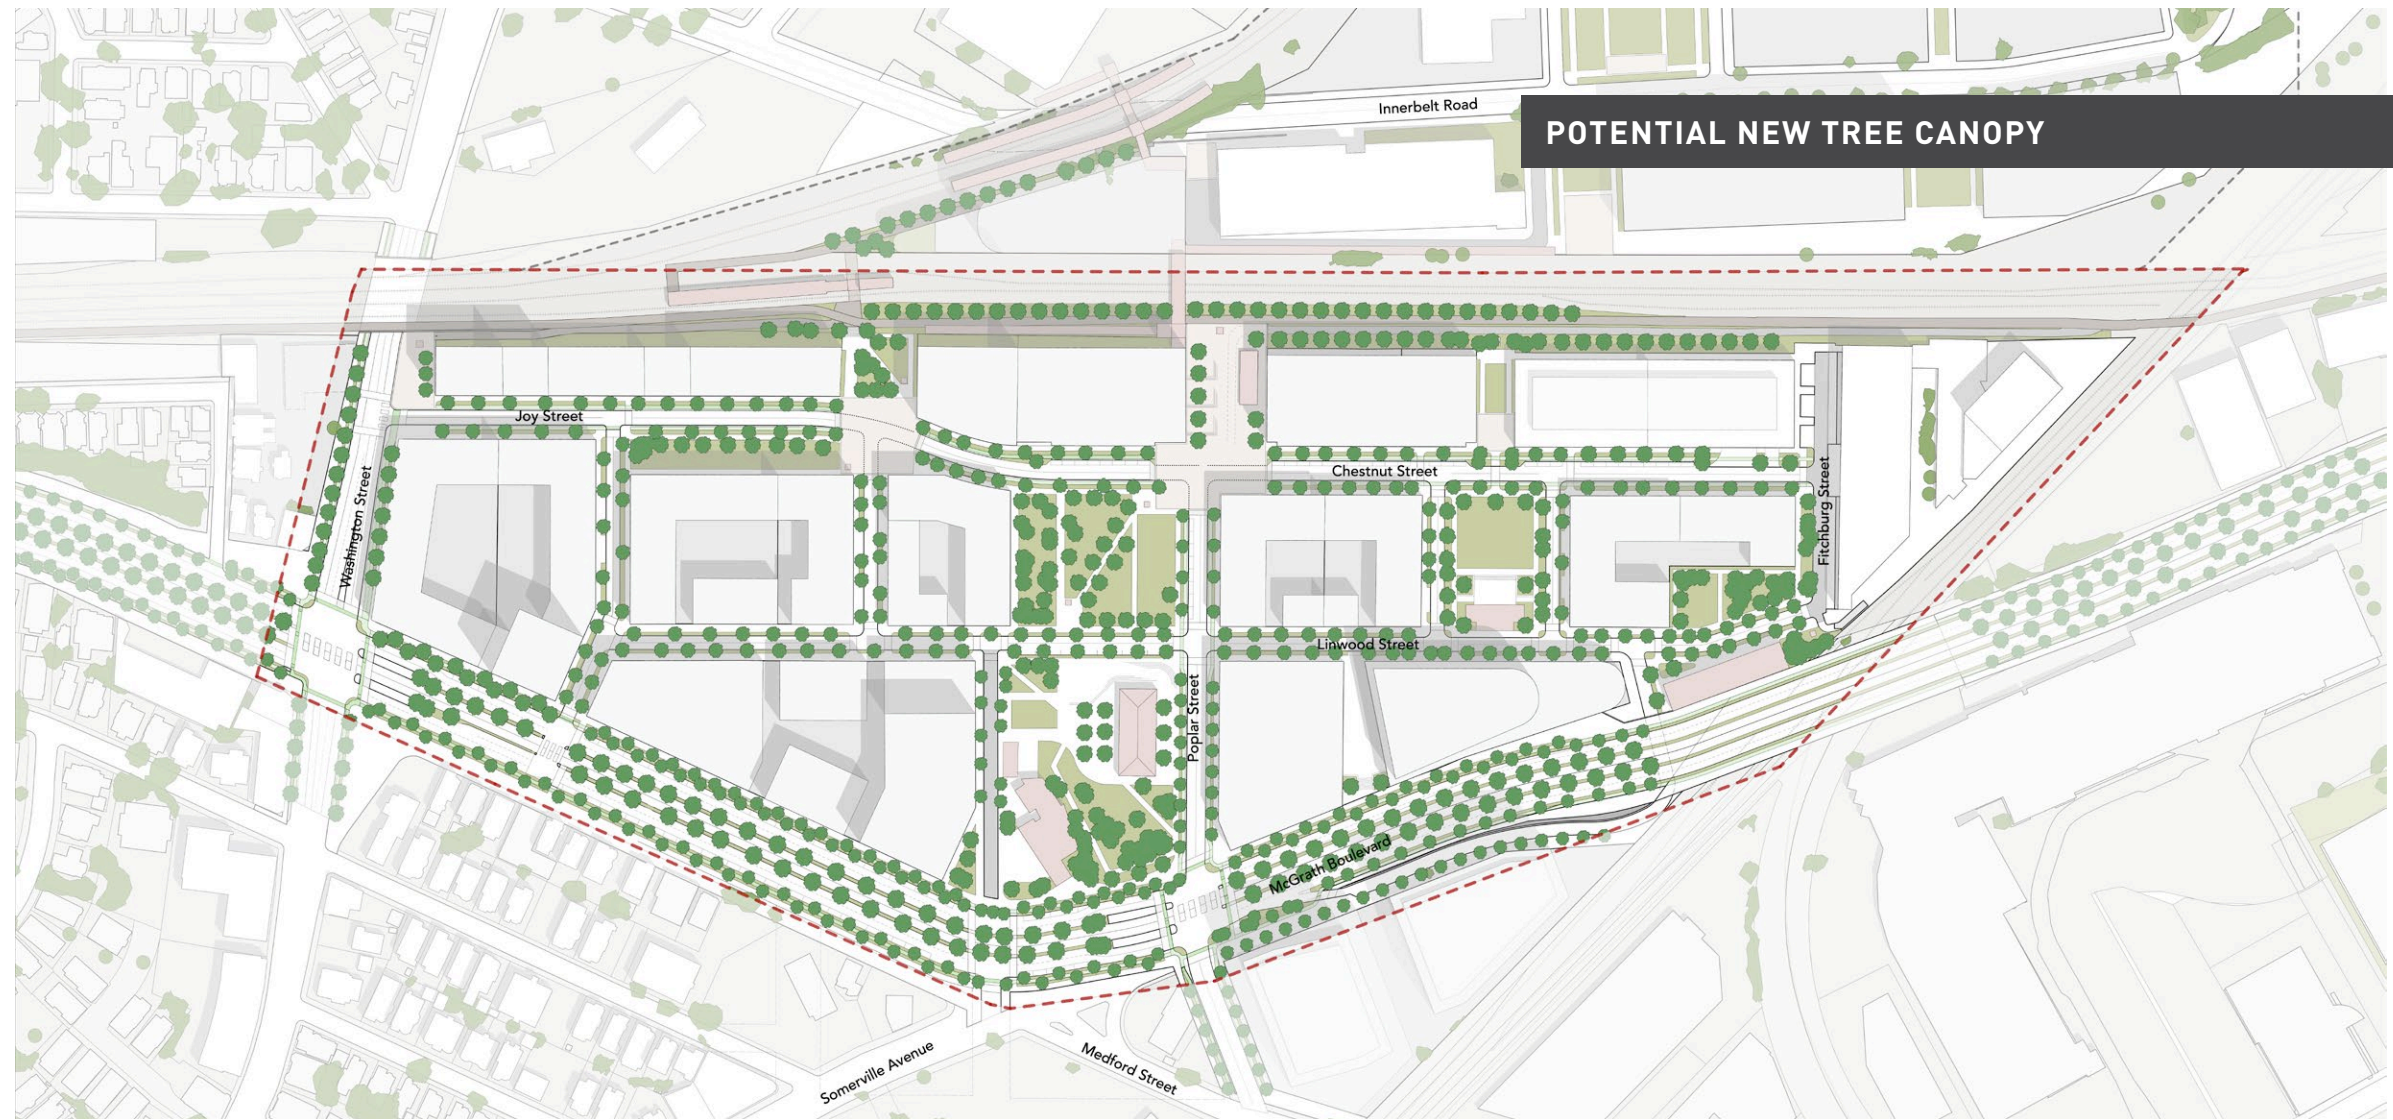 Innerbelt Road
POTENTIAL NEW TREE CANOPY
Joy Street
Chestnut Street
Washington Street
Fitchburg Street
Linwood Street
Poplar Street
McGrath Boulevard
Somerville Avenue
Medford Street